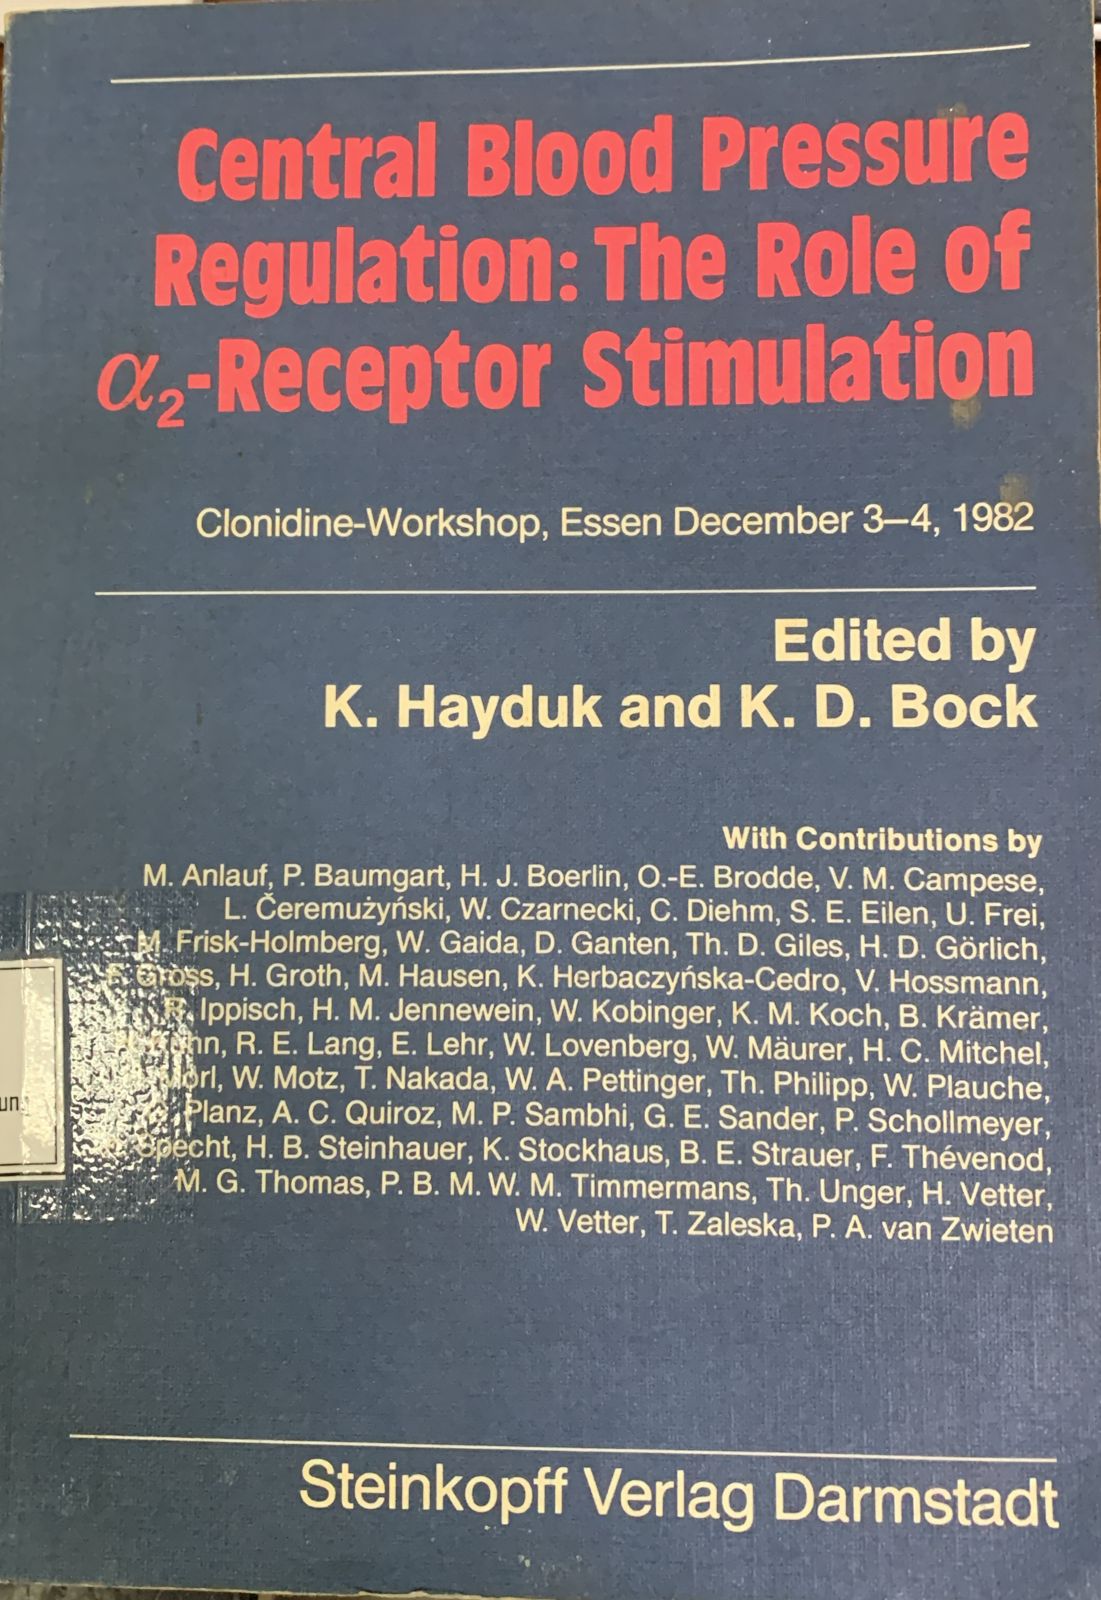 Central Blood Pressure
Regulation: The Role of
α₂-Receptor Stimulation
Clonidine-Workshop, Essen December 3–4, 1982
Edited by
K. Hayduk and K. D. Bock
With Contributions by
M. Anlauf, P. Baumgart, H. J. Boerlin, O.-E. Brodde, V. M. Campese,
L. Čeremużyński, W. Czarnecki, C. Diehm, S. E. Eilen, U. Frei,
M. Frisk-Holmberg, W. Gaida, D. Ganten, Th. D. Giles, H. D. Görlich,
F. Gross, H. Groth, M. Hausen, K. Herbaczyńska-Cedro, V. Hossmann,
R. Ippisch, H. M. Jennewein, W. Kobinger, K. M. Koch, B. Krämer,
R. E. Lang, E. Lehr, W. Lovenberg, W. Mäurer, H. C. Mitchel,
W. Motz, T. Nakada, W. A. Pettinger, Th. Philipp, W. Plauche,
Planz, A. C. Quiroz, M. P. Sambhi, G. E. Sander, P. Schollmeyer,
Specht, H. B. Steinhauer, K. Stockhaus, B. E. Strauer, F. Thévenod,
M. G. Thomas, P. B. M. W. M. Timmermans, Th. Unger, H. Vetter,
W. Vetter, T. Zaleska, P. A. van Zwieten
Steinkopff Verlag Darmstadt